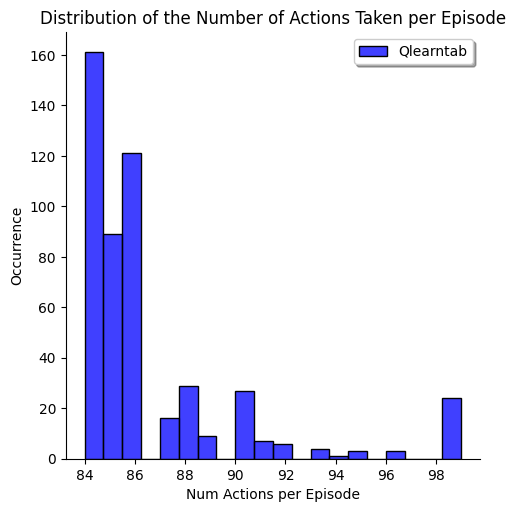 Distribution of the Number of Actions Taken per Episode
Qlearntab
160
140
120
100
80
60
40
20
0
Occurrence
84 86 88 90 92 94 96 98
Num Actions per Episode